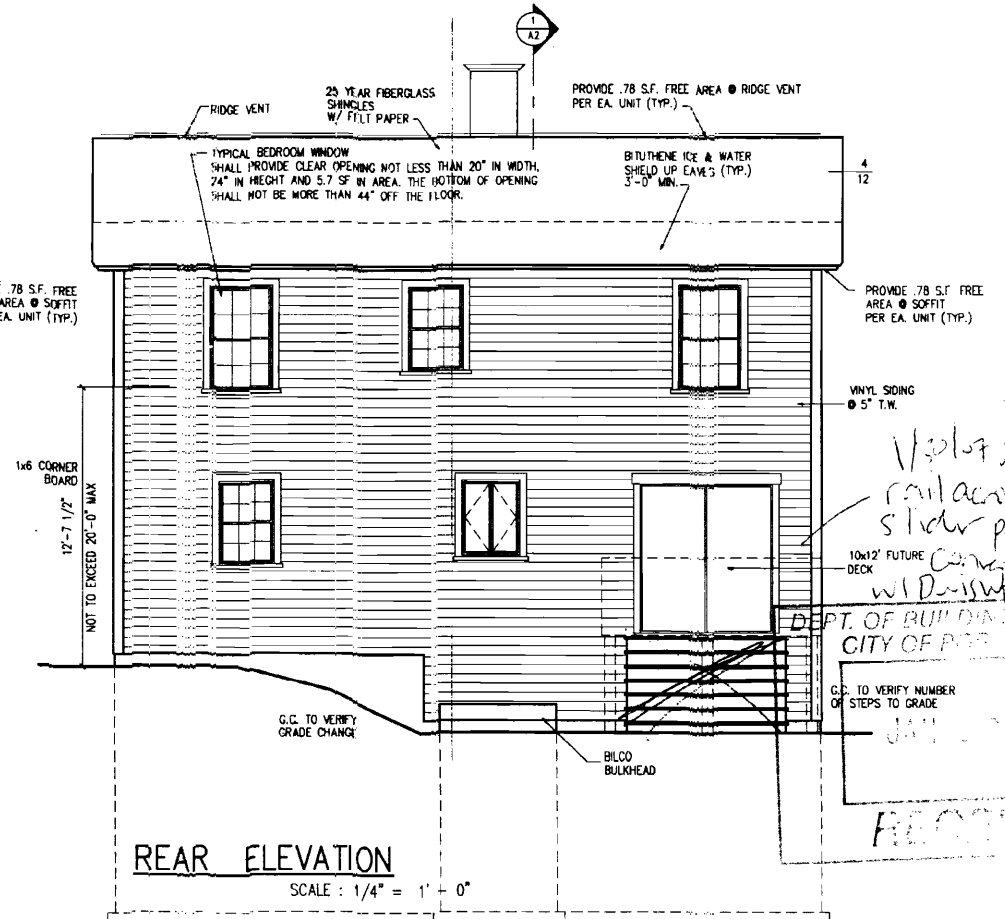 1
A2
RIDGE VENT
25 YEAR FIBERGLASS
SHINGLES
W/ FELT PAPER
PROVIDE .78 S.F. FREE AREA @ RIDGE VENT
PER EA. UNIT (TYP.)
TYPICAL BEDROOM WINDOW
SHALL PROVIDE CLEAR OPENING NOT LESS THAN 20" IN WIDTH,
24" IN HIEGHT AND 5.7 SF IN AREA. THE BOTTOM OF OPENING
SHALL NOT BE MORE THAN 44" OFF THE FLOOR.
BITUTHENE ICE & WATER
SHIELD UP EAVES (TYP.)
3'-0" MIN.
4
12
.78 S.F. FREE
AREA @ SOFFIT
EA. UNIT (TYP.)
PROVIDE .78 S.F FREE
AREA @ SOFFIT
PER EA. UNIT (TYP.)
VINYL SIDING
@ 5" T.W.
1x6 CORNER
BOARD
12'-7 1/2"
NOT TO EXCEED 20'-0" MAX
rail
slider
10x12' FUTURE
DECK
w/
DEPT. OF BUILDING
CITY OF
G.C. TO VERIFY NUMBER
OF STEPS TO GRADE
G.C. TO VERIFY
GRADE CHANGE
BILCO
BULKHEAD
REAR ELEVATION
SCALE : 1/4" = 1' - 0"